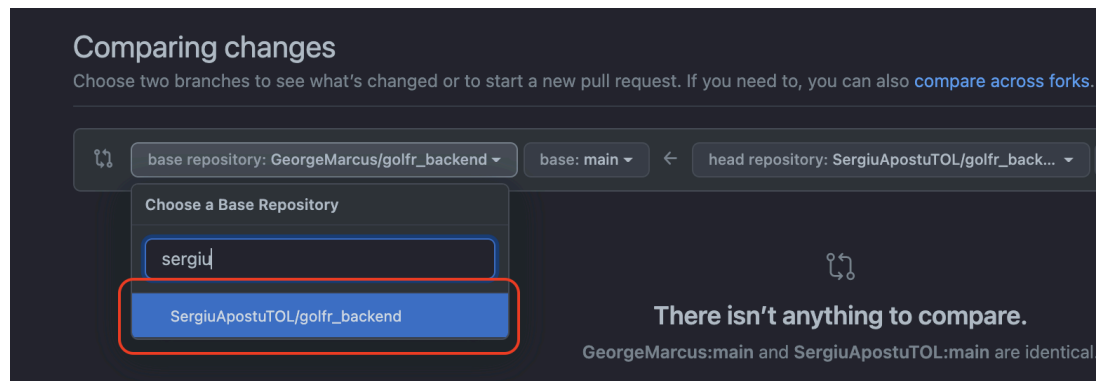 Comparing changes
Choose two branches to see what's changed or to start a new pull request. If you need to, you can also compare across forks.
base repository: GeorgeMarcus/golfr_backend base: main ← head repository: SergiuApostuTOL/golfr_back...
Choose a Base Repository
sergiu
SergiuApostuTOL/golfr_backend
There isn't anything to compare.
GeorgeMarcus:main and SergiuApostuTOL:main are identical.